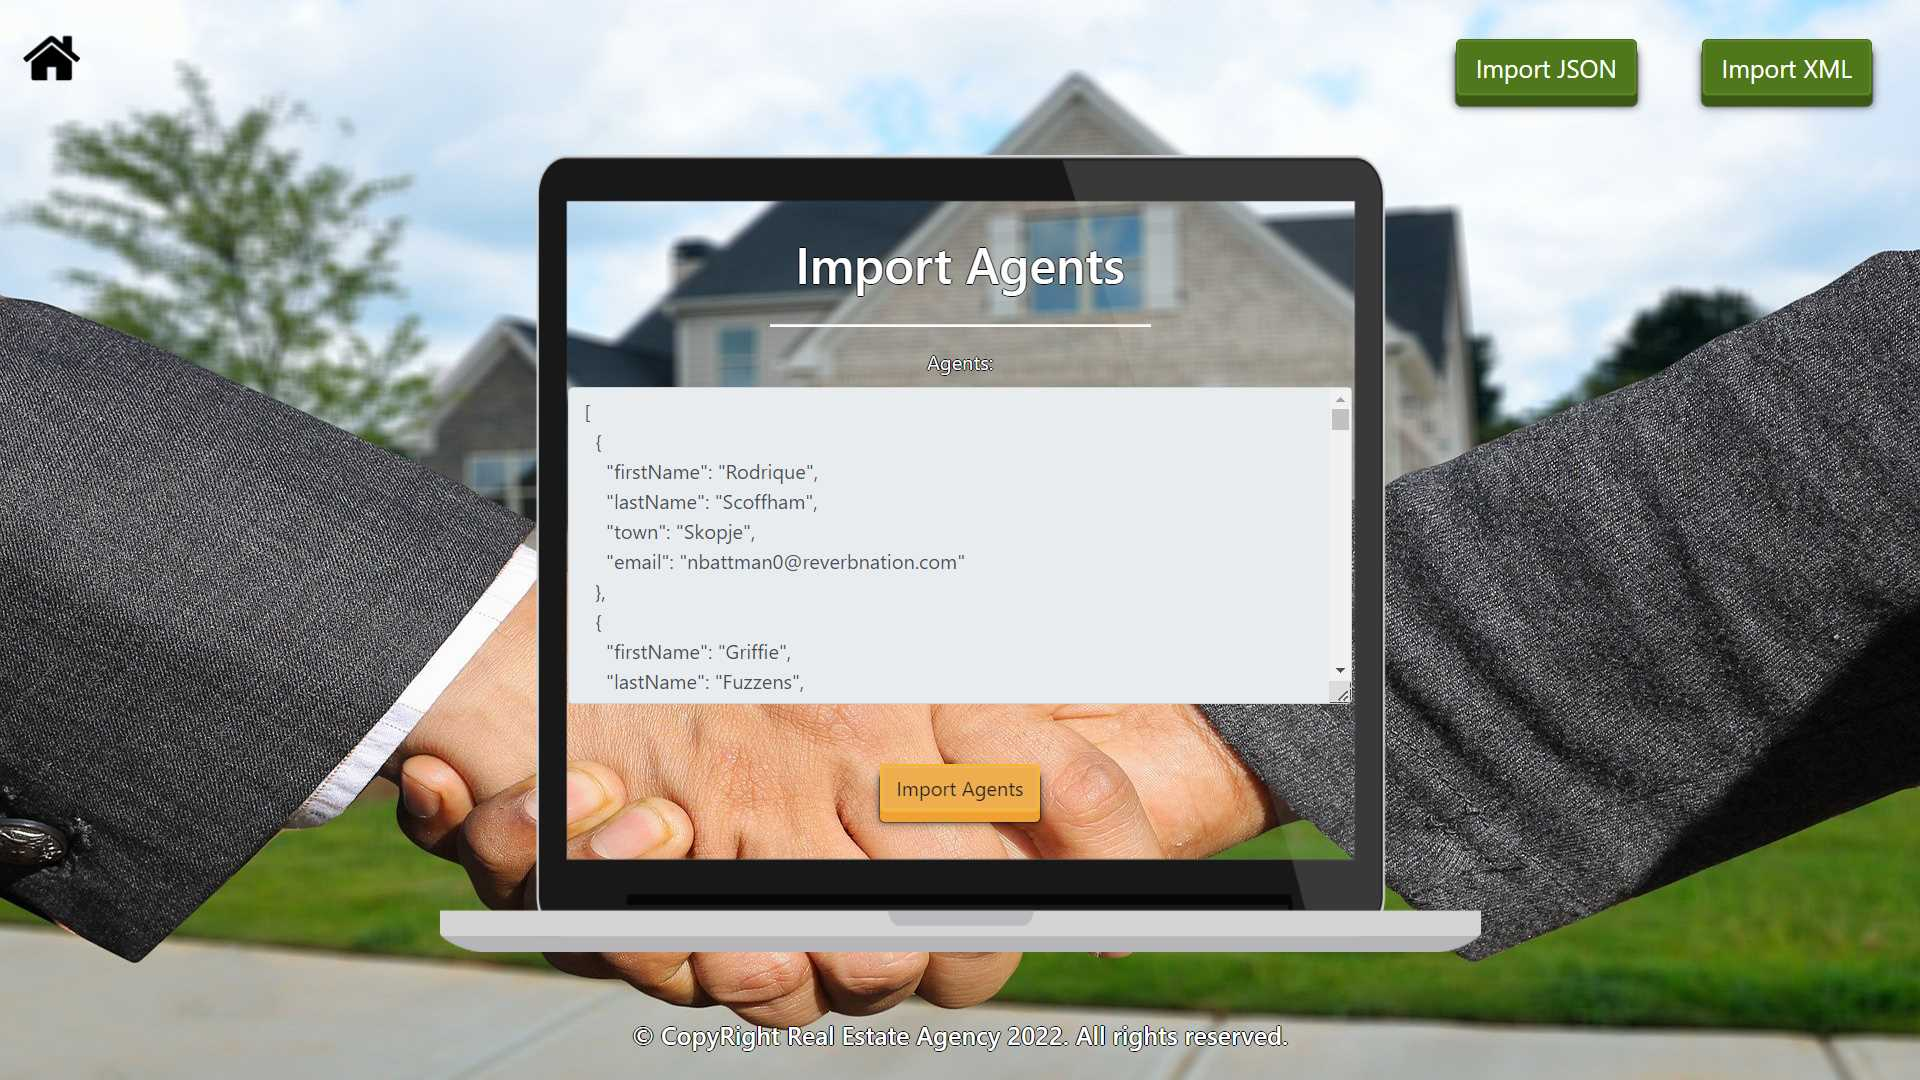 Import JSON
Import XML
Import Agents
Agents:
[
{
"firstName": "Rodrique",
"lastName": "Scoffham",
"town": "Skopje",
"email": "nbattman0@reverbnation.com"
},
{
"firstName": "Griffie",
"lastName": "Fuzzens",
Import Agents
© CopyRight Real Estate Agency 2022. All rights reserved.